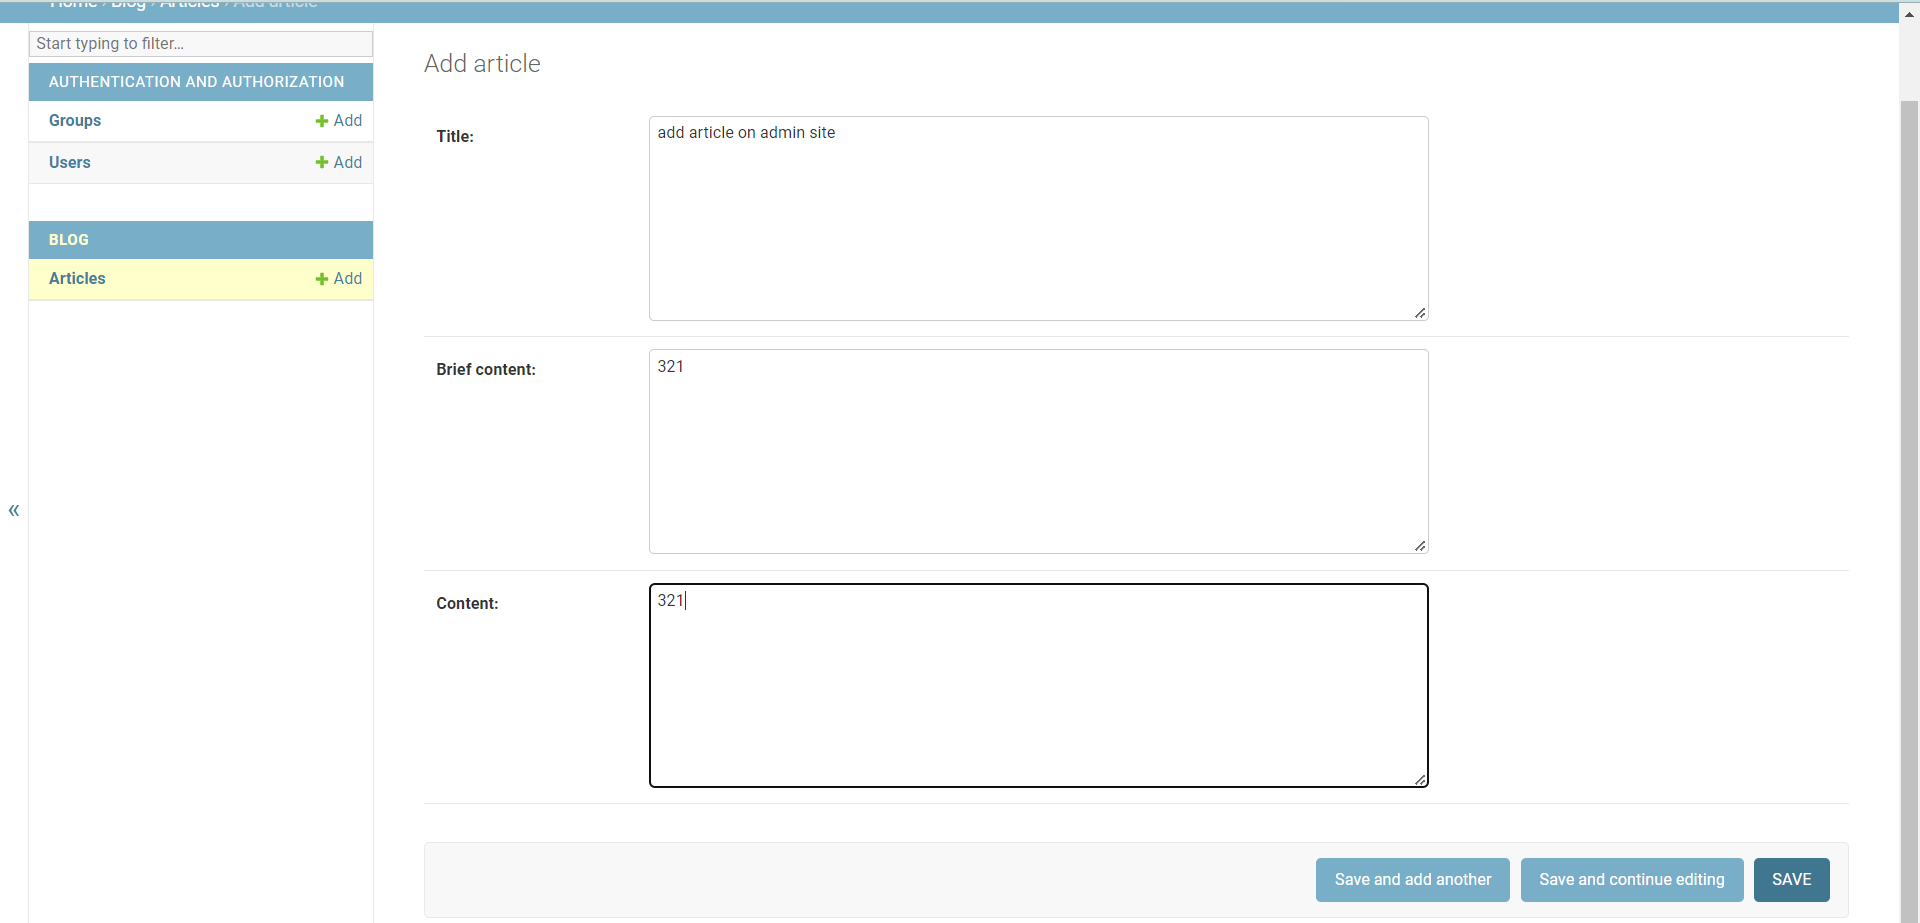 Home › Blog › Articles › Add article
Start typing to filter...
AUTHENTICATION AND AUTHORIZATION
Groups + Add
Users + Add
BLOG
Articles + Add
«
Add article
Title: add article on admin site
Brief content: 321
Content: 321
Save and add another Save and continue editing SAVE